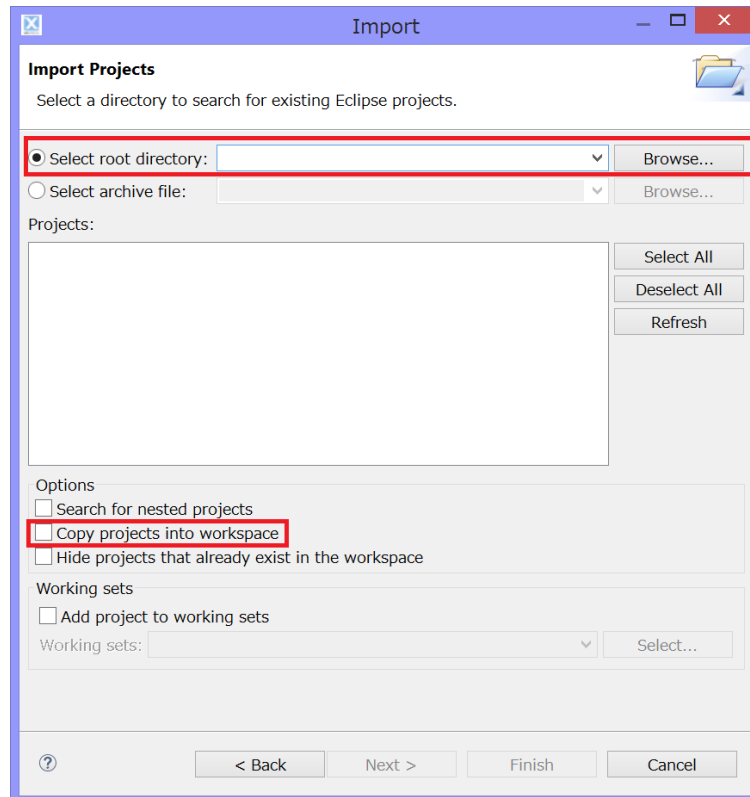 Import
Import Projects
Select a directory to search for existing Eclipse projects.
Select root directory: Browse...
Select archive file: Browse...
Projects:
Select All
Deselect All
Refresh
Options
Search for nested projects
Copy projects into workspace
Hide projects that already exist in the workspace
Working sets
Add project to working sets
Working sets: Select...
? < Back Next > Finish Cancel